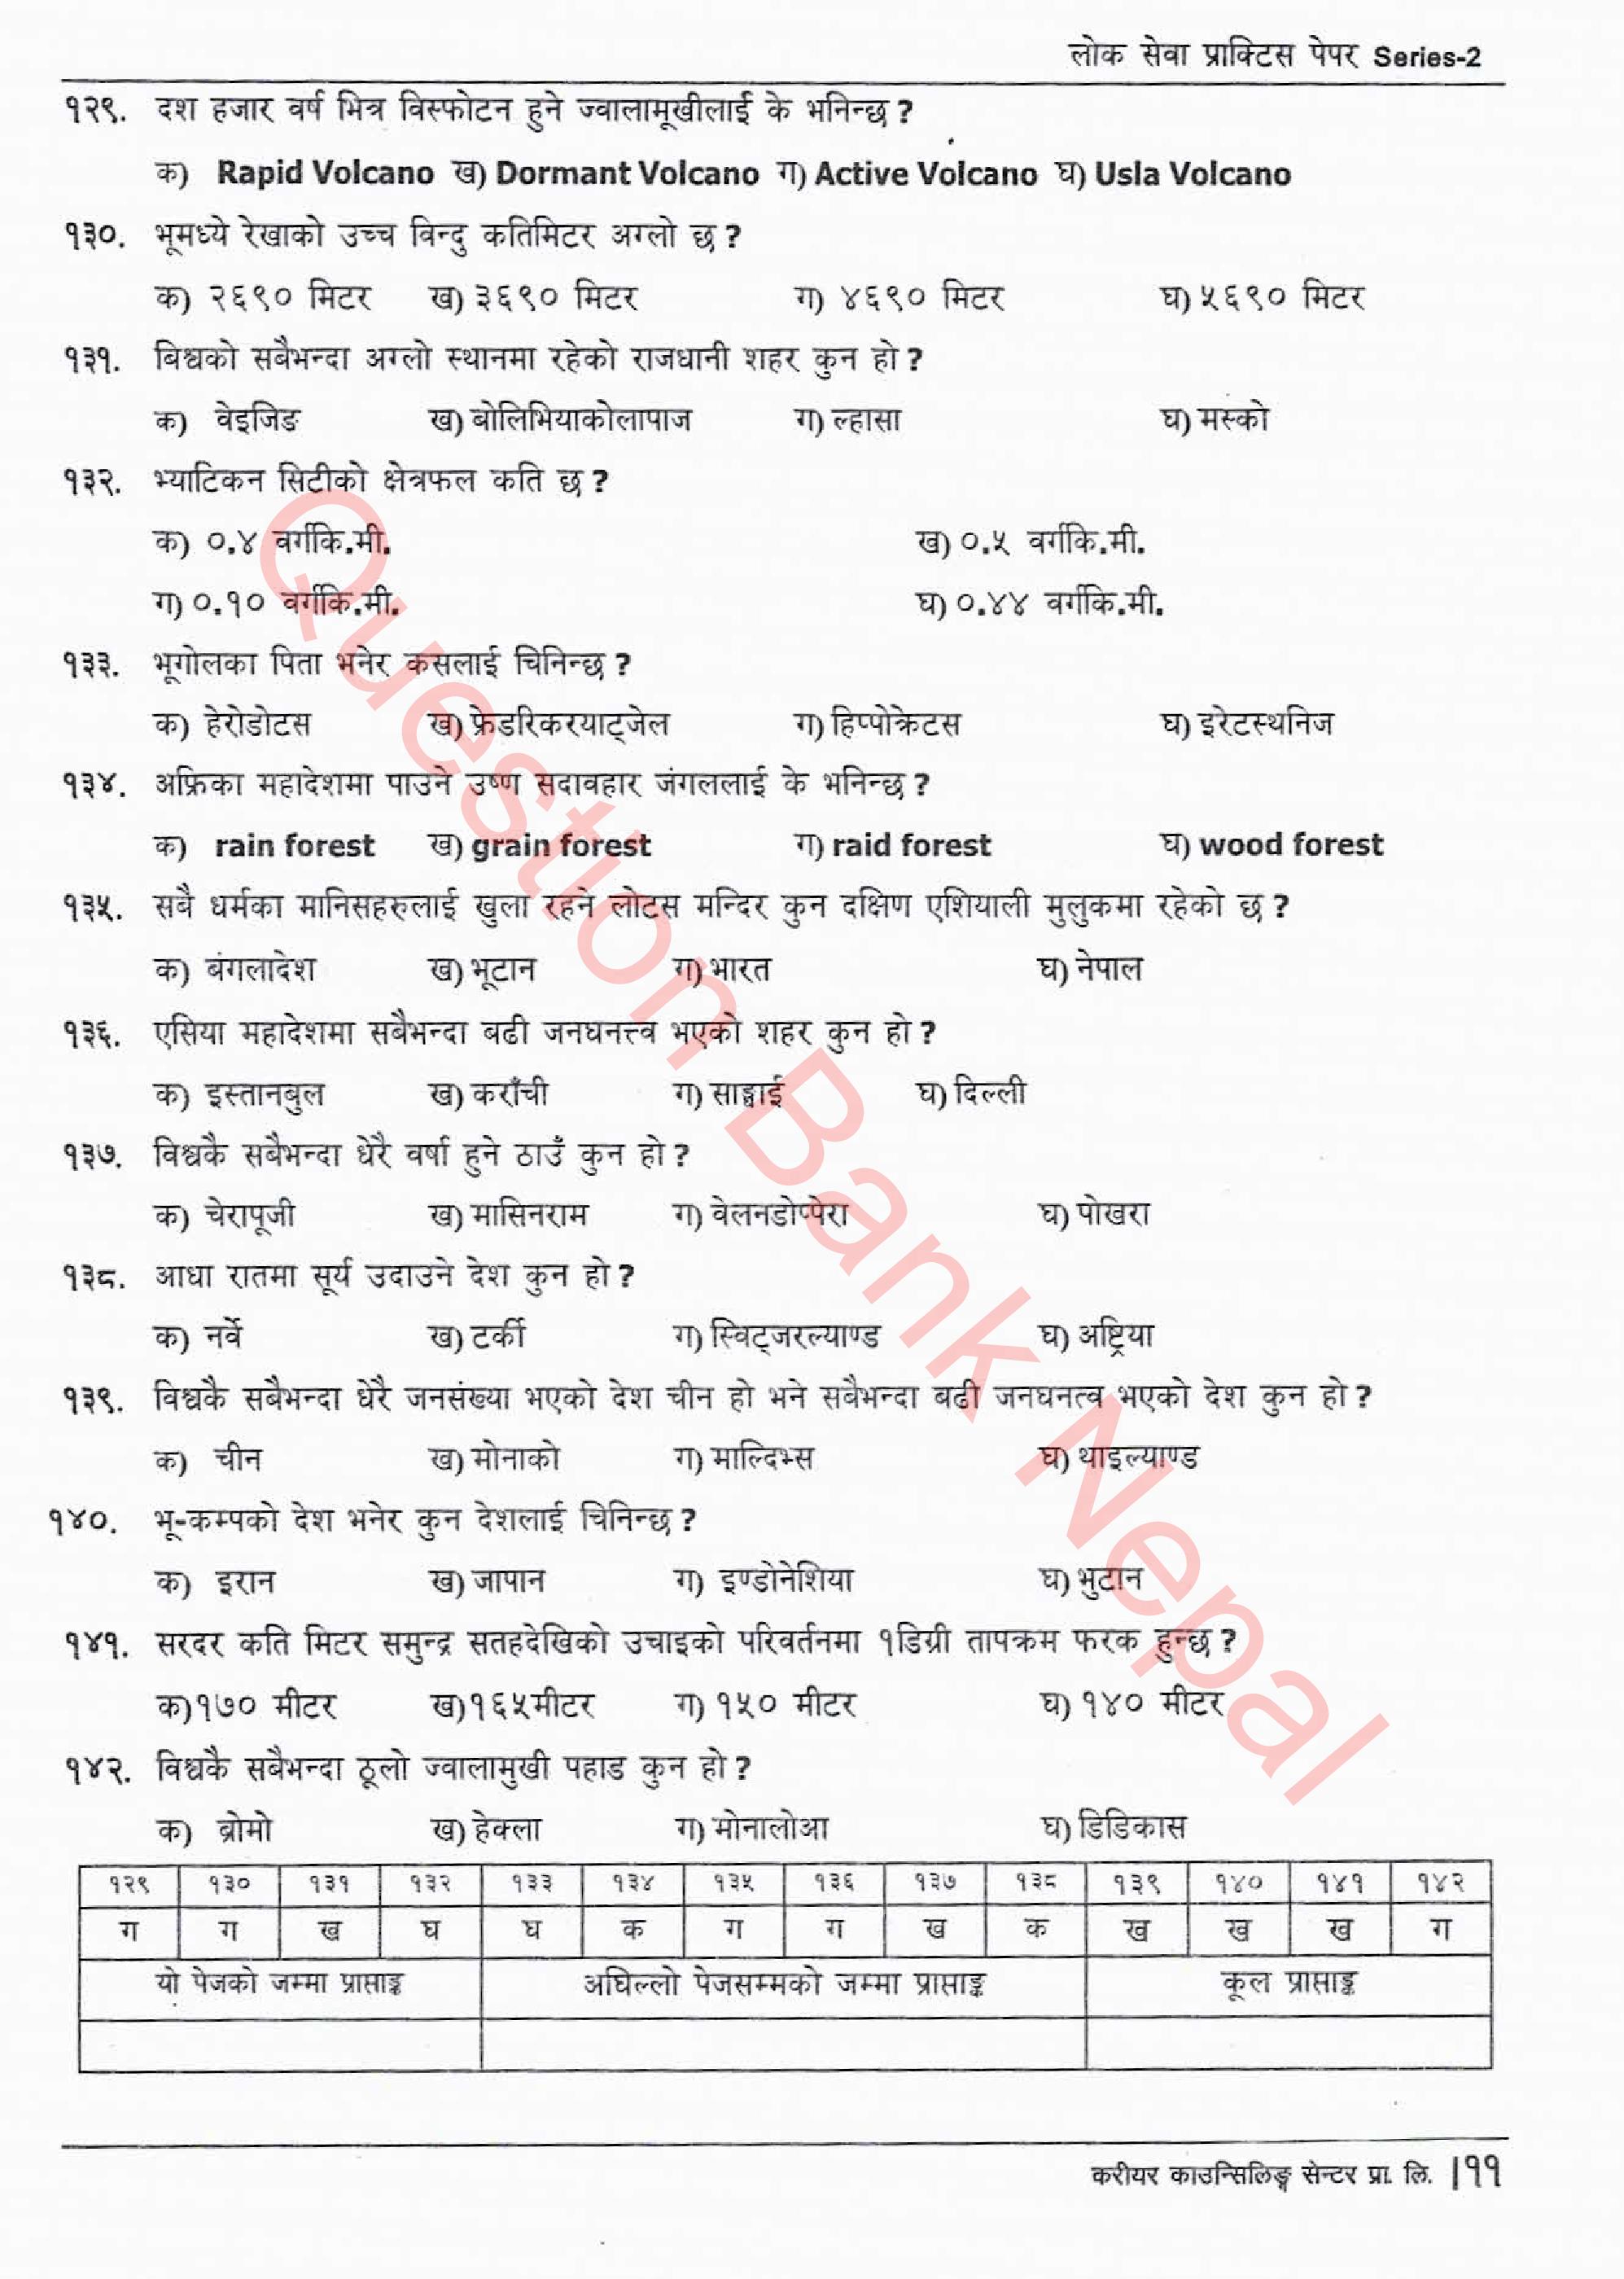 लोक सेवा प्राक्टिस पेपर Series-2
१२९. दश हजार वर्ष भित्र विस्फोटन हुने ज्वालामूखीलाई के भनिन्छ ?
क) Rapid Volcano ख) Dormant Volcano ग) Active Volcano घ) Usla Volcano
१३०. भूमध्ये रेखाको उच्च विन्दु कतिमिटर अग्लो छ ?
क) २६९० मिटर ख) ३६९० मिटर ग) ४६९० मिटर घ) ५६९० मिटर
१३१. बिश्वको सबैभन्दा अग्लो स्थानमा रहेको राजधानी शहर कुन हो ?
क) वेइजिङ ख) बोलिभियाकोलापाज ग) ल्हासा घ) मस्को
१३२. भ्याटिकन सिटीको क्षेत्रफल कति छ ?
क) ०.४ वर्गकि.मी. ख) ०.५ वर्गकि.मी.
ग) ०.१० वर्गकि.मी. घ) ०.४४ वर्गकि.मी.
१३३. भूगोलका पिता भनेर कसलाई चिनिन्छ ?
क) हेरोडोटस ख) फ्रेडरिकरयाट्जेल ग) हिप्पोक्रेटस घ) इरेटस्थनिज
१३४. अफ्रिका महादेशमा पाउने उष्ण सदावहार जंगललाई के भनिन्छ ?
क) rain forest ख) grain forest ग) raid forest घ) wood forest
१३५. सबै धर्मका मानिसहरुलाई खुला रहने लोटस मन्दिर कुन दक्षिण एशियाली मुलुकमा रहेको छ ?
क) बंगलादेश ख) भूटान ग) भारत घ) नेपाल
१३६. एसिया महादेशमा सबैभन्दा बढी जनघनत्त्व भएको शहर कुन हो ?
क) इस्तानबुल ख) कराँची ग) साङ्घाई घ) दिल्ली
१३७. विश्वकै सबैभन्दा धेरै वर्षा हुने ठाउँ कुन हो ?
क) चेरापूजी ख) मासिनराम ग) वेलनडोप्पेरा घ) पोखरा
१३८. आधा रातमा सूर्य उदाउने देश कुन हो ?
क) नर्वे ख) टर्की ग) स्विट्जरल्याण्ड घ) अष्ट्रिया
१३९. विश्वकै सबैभन्दा धेरै जनसंख्या भएको देश चीन हो भने सबैभन्दा बढी जनघनत्व भएको देश कुन हो ?
क) चीन ख) मोनाको ग) माल्दिभ्स घ) थाइल्याण्ड
१४०. भू-कम्पको देश भनेर कुन देशलाई चिनिन्छ ?
क) इरान ख) जापान ग) इण्डोनेशिया घ) भुटान
१४१. सरदर कति मिटर समुन्द्र सतहदेखिको उचाइको परिवर्तनमा १डिग्री तापक्रम फरक हुन्छ ?
क)१७० मीटर ख)१६५मीटर ग) १५० मीटर घ) १४० मीटर
१४२. विश्वकै सबैभन्दा ठूलो ज्वालामुखी पहाड कुन हो ?
क) ब्रोमो ख) हेक्ला ग) मोनालोआ घ) डिडिकास
१२९ १३० १३१ १३२ १३३ १३४ १३५ १३६ १३७ १३८ १३९ १४० १४१ १४२
ग ग ख घ घ क ग ग ख क ख ख ख ग
यो पेजको जम्मा प्राप्ताङ्क अघिल्लो पेजसम्मको जम्मा प्राप्ताङ्क कूल प्राप्ताङ्क
करीयर काउन्सिलिङ्ग सेन्टर प्रा. लि. |११
Question Bank Nepal